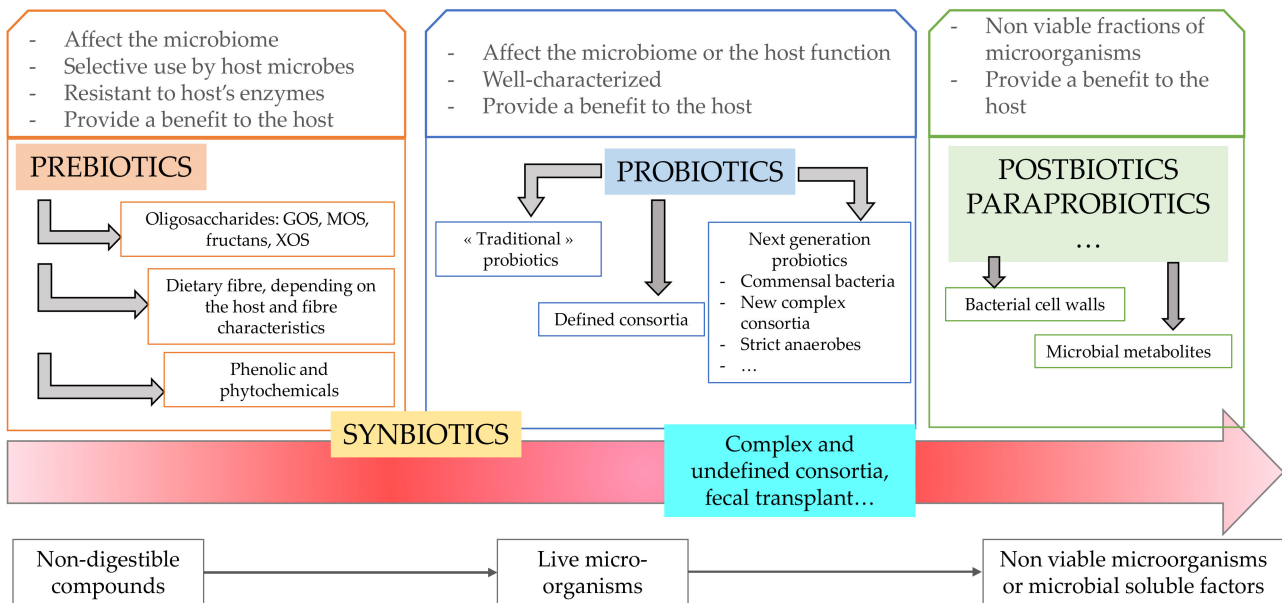 - Affect the microbiome
- Selective use by host microbes
- Resistant to host's enzymes
- Provide a benefit to the host
PREBIOTICS
Oligosaccharides: GOS, MOS,
fructans, XOS
Dietary fibre, depending on
the host and fibre
characteristics
Phenolic and
phytochemicals
- Affect the microbiome or the host function
- Well-characterized
- Provide a benefit to the host
PROBIOTICS
« Traditional »
probiotics
Defined consortia
Next generation
probiotics
- Commensal bacteria
- New complex
consortia
- Strict anaerobes
- …
- Non viable fractions of
microorganisms
- Provide a benefit to the
host
POSTBIOTICS
PARAPROBIOTICS
…
Bacterial cell walls
Microbial metabolites
SYNBIOTICS
Complex and
undefined consortia,
fecal transplant…
Non-digestible
compounds
Live micro-
organisms
Non viable microorganisms
or microbial soluble factors